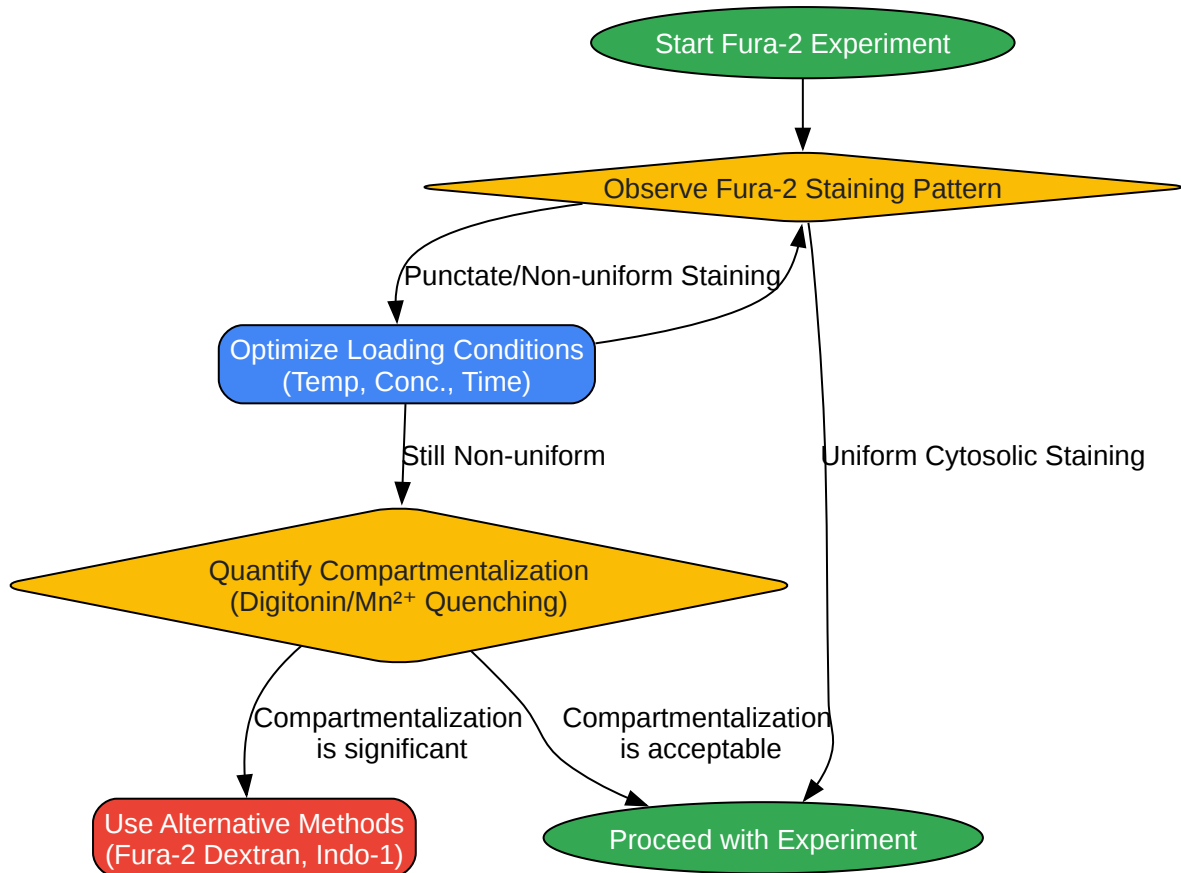 Start Fura-2 Experiment
Observe Fura-2 Staining Pattern
Punctate/Non-uniform Staining
Optimize Loading Conditions
(Temp, Conc., Time)
Still Non-uniform
Uniform Cytosolic Staining
Quantify Compartmentalization
(Digitonin/Mn²⁺ Quenching)
Compartmentalization
is significant
Compartmentalization
is acceptable
Use Alternative Methods
(Fura-2 Dextran, Indo-1)
Proceed with Experiment